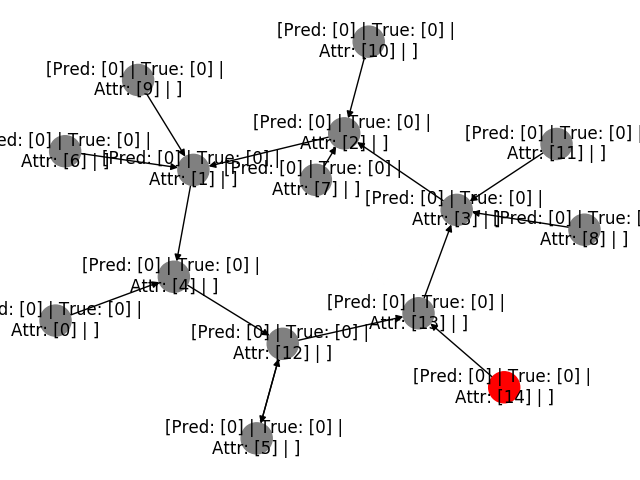 [Pred: [0] | True: [0] |
Attr: [10] | ]
[Pred: [0] | True: [0] |
Attr: [9] | ]
[Pred: [0] | True: [0] |
Attr: [2] | ]
[Pred: [0] | True: [0] |
Attr: [11] | ]
ed: [0] | True: [0] |
Attr: [6] | ]
[Pred: [0] | True: [0] |
Attr: [1] | ]
[Pred: [0] | True: [0] |
Attr: [7] | ]
[Pred: [0] | True: [0] |
Attr: [3] | ]
[Pred: [0] | True: [
Attr: [8] | ]
[Pred: [0] | True: [0] |
Attr: [4] | ]
d: [0] | True: [0] |
Attr: [0] | ]
[Pred: [0] | True: [0] |
Attr: [13] | ]
[Pred: [0] | True: [0] |
Attr: [12] | ]
[Pred: [0] | True: [0] |
Attr: [14] | ]
[Pred: [0] | True: [0] |
Attr: [5] | ]